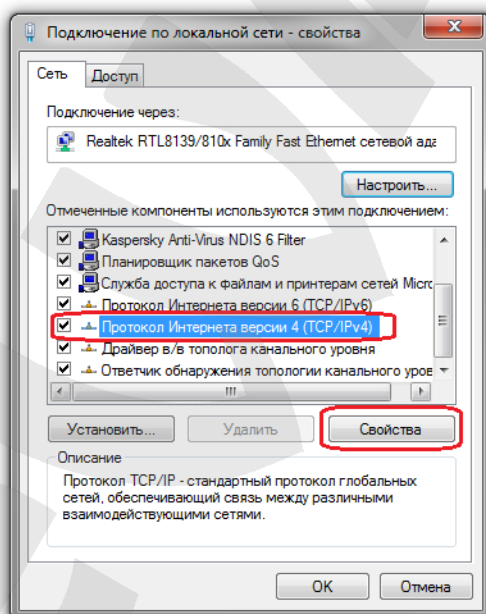 Подключение по локальной сети - свойства
Сеть
Доступ
Подключение через:
Realtek RTL8139/810x Family Fast Ethernet сетевой ада
Настроить...
Отмеченные компоненты используются этим подключением:
Kaspersky Anti-Virus NDIS 6 Filter
Планировщик пакетов QoS
Служба доступа к файлам и принтерам сетей Micro
Протокол Интернета версии 6 (TCP/IPv6)
Протокол Интернета версии 4 (TCP/IPv4)
Драйвер в/в тополога канального уровня
Ответчик обнаружения топологии канального уров
Установить...
Удалить
Свойства
Описание
Протокол TCP/IP - стандартный протокол глобальных
сетей, обеспечивающий связь между различными
взаимодействующими сетями.
OK
Отмена